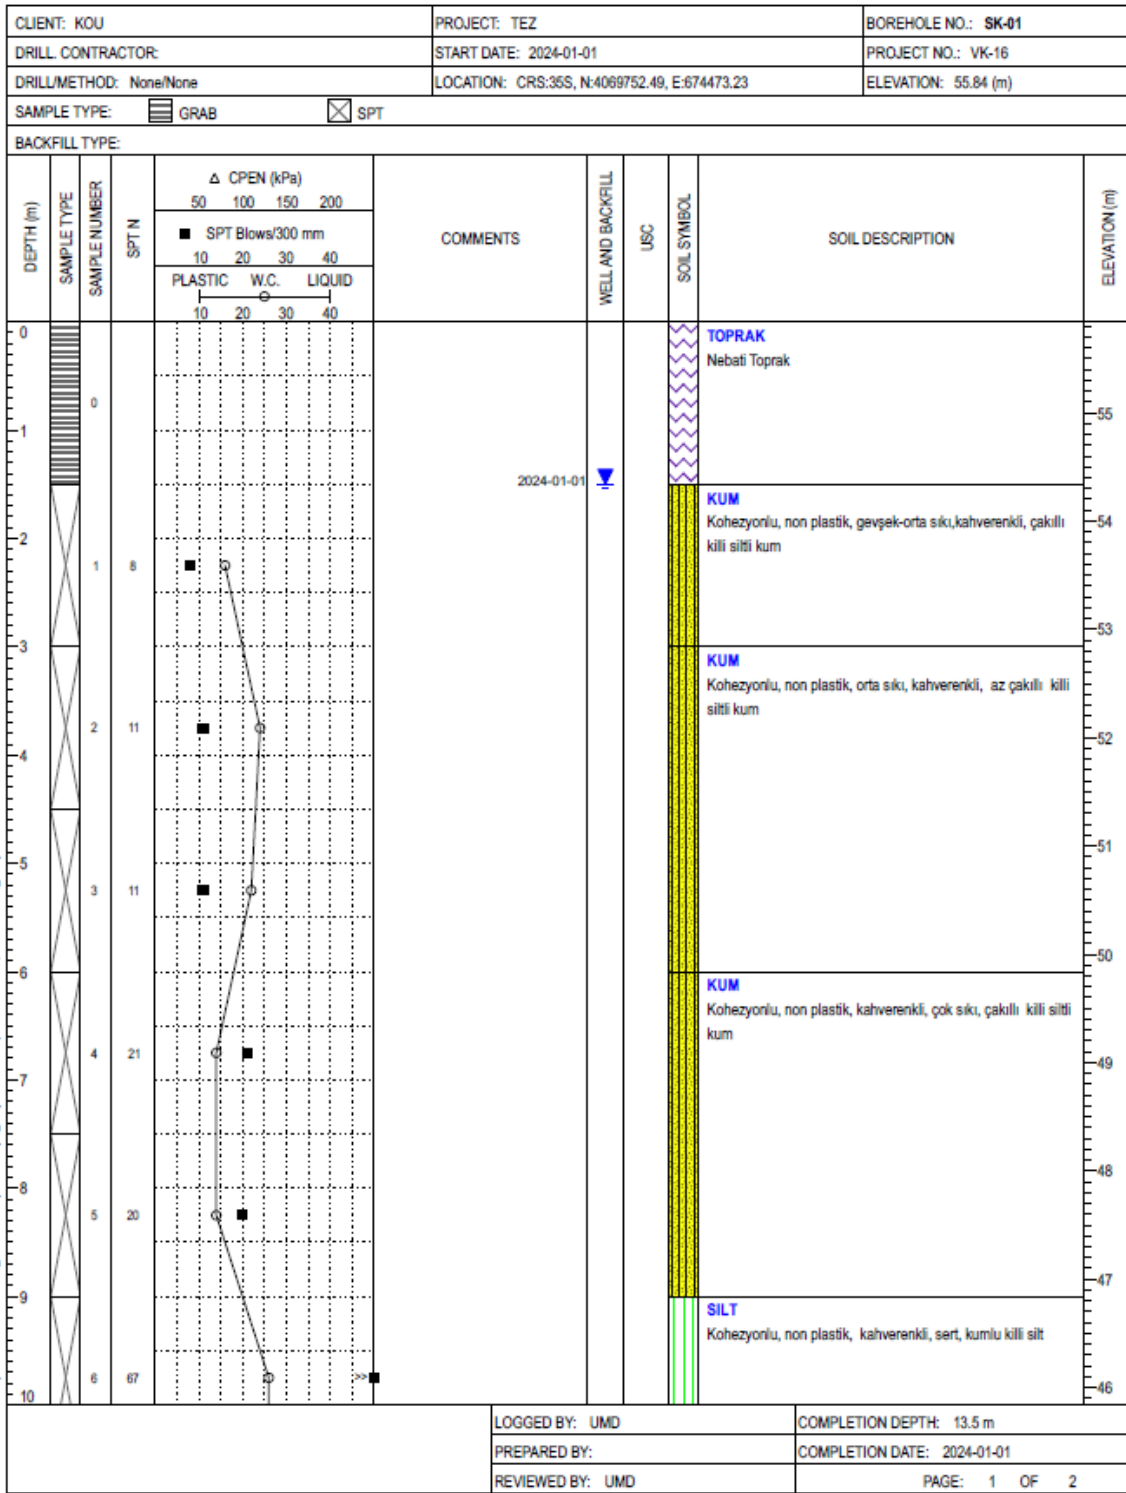 CLIENT: KOU
PROJECT: TEZ
BOREHOLE NO.: SK-01
DRILL. CONTRACTOR:
START DATE: 2024-01-01
PROJECT NO.: VK-16
DRILL/METHOD: None/None
LOCATION: CRS:35S, N:4069752.49, E:674473.23
ELEVATION: 55.84 (m)
SAMPLE TYPE: GRAB SPT
BACKFILL TYPE:
DEPTH (m)
SAMPLE TYPE
SAMPLE NUMBER
SPT N
△ CPEN (kPa)
50 100 150 200
■ SPT Blows/300 mm
10 20 30 40
PLASTIC W.C. LIQUID
10 20 30 40
COMMENTS
WELL AND BACKFILL
USC
SOIL SYMBOL
SOIL DESCRIPTION
ELEVATION (m)
0
TOPRAK
Nebati Toprak
0
55
1
2024-01-01
KUM
Kohezyonlu, non plastik, gevşek-orta sıkı,kahverenkli, çakıllı
killi siltli kum
54
2
1 8
53
3
KUM
Kohezyonlu, non plastik, orta sıkı, kahverenkli, az çakıllı killi
siltli kum
2 11
52
4
51
5
3 11
50
6
KUM
Kohezyonlu, non plastik, kahverenkli, çok sıkı, çakıllı killi siltli
kum
4 21
49
7
48
8
5 20
47
9
SILT
Kohezyonlu, non plastik, kahverenkli, sert, kumlu killi silt
6 67 >>
46
10
LOGGED BY: UMD
COMPLETION DEPTH: 13.5 m
PREPARED BY:
COMPLETION DATE: 2024-01-01
REVIEWED BY: UMD
PAGE: 1 OF 2